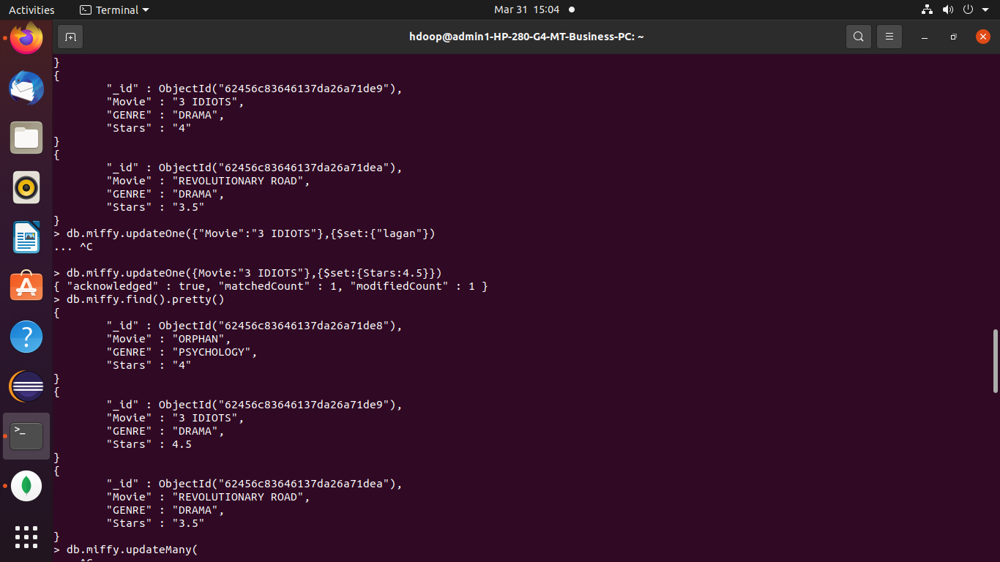 Activities Terminal Mar 31 15:04
hdoop@admin1-HP-280-G4-MT-Business-PC: ~
}
{
"_id" : ObjectId("62456c83646137da26a71de9"),
"Movie" : "3 IDIOTS",
"GENRE" : "DRAMA",
"Stars" : "4"
}
{
"_id" : ObjectId("62456c83646137da26a71dea"),
"Movie" : "REVOLUTIONARY ROAD",
"GENRE" : "DRAMA",
"Stars" : "3.5"
}
> db.miffy.updateOne({"Movie":"3 IDIOTS"},{$set:{"lagan"})
... ^C
> db.miffy.updateOne({Movie:"3 IDIOTS"},{$set:{Stars:4.5}})
{ "acknowledged" : true, "matchedCount" : 1, "modifiedCount" : 1 }
> db.miffy.find().pretty()
{
"_id" : ObjectId("62456c83646137da26a71de8"),
"Movie" : "ORPHAN",
"GENRE" : "PSYCHOLOGY",
"Stars" : "4"
}
{
"_id" : ObjectId("62456c83646137da26a71de9"),
"Movie" : "3 IDIOTS",
"GENRE" : "DRAMA",
"Stars" : 4.5
}
{
"_id" : ObjectId("62456c83646137da26a71dea"),
"Movie" : "REVOLUTIONARY ROAD",
"GENRE" : "DRAMA",
"Stars" : "3.5"
}
> db.miffy.updateMany(